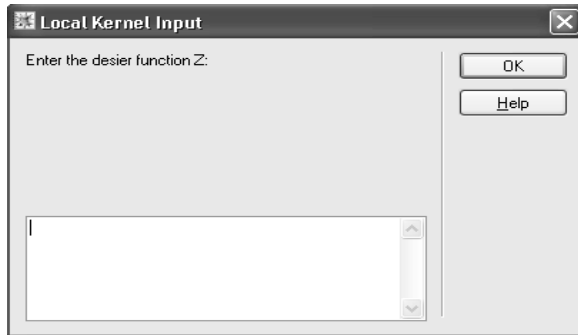 Local Kernel Input
Enter the desier function Z:
OK
Help